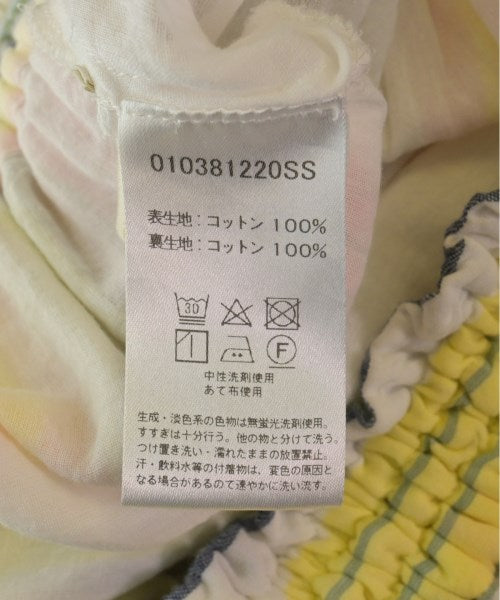 010381220SS
表生地：コットン 100%
裏生地：コットン 100%
30
F
中性洗剤使用
あて布使用
生成・淡色系の色物は無蛍光洗剤使用。
すすぎは十分行う。他の物と分けて洗う。
つけ置き洗い・濡れたままの放置禁止。
汗・飲料水等の付着物は、変色の原因と
なる場合があるので速やかに洗い流す。